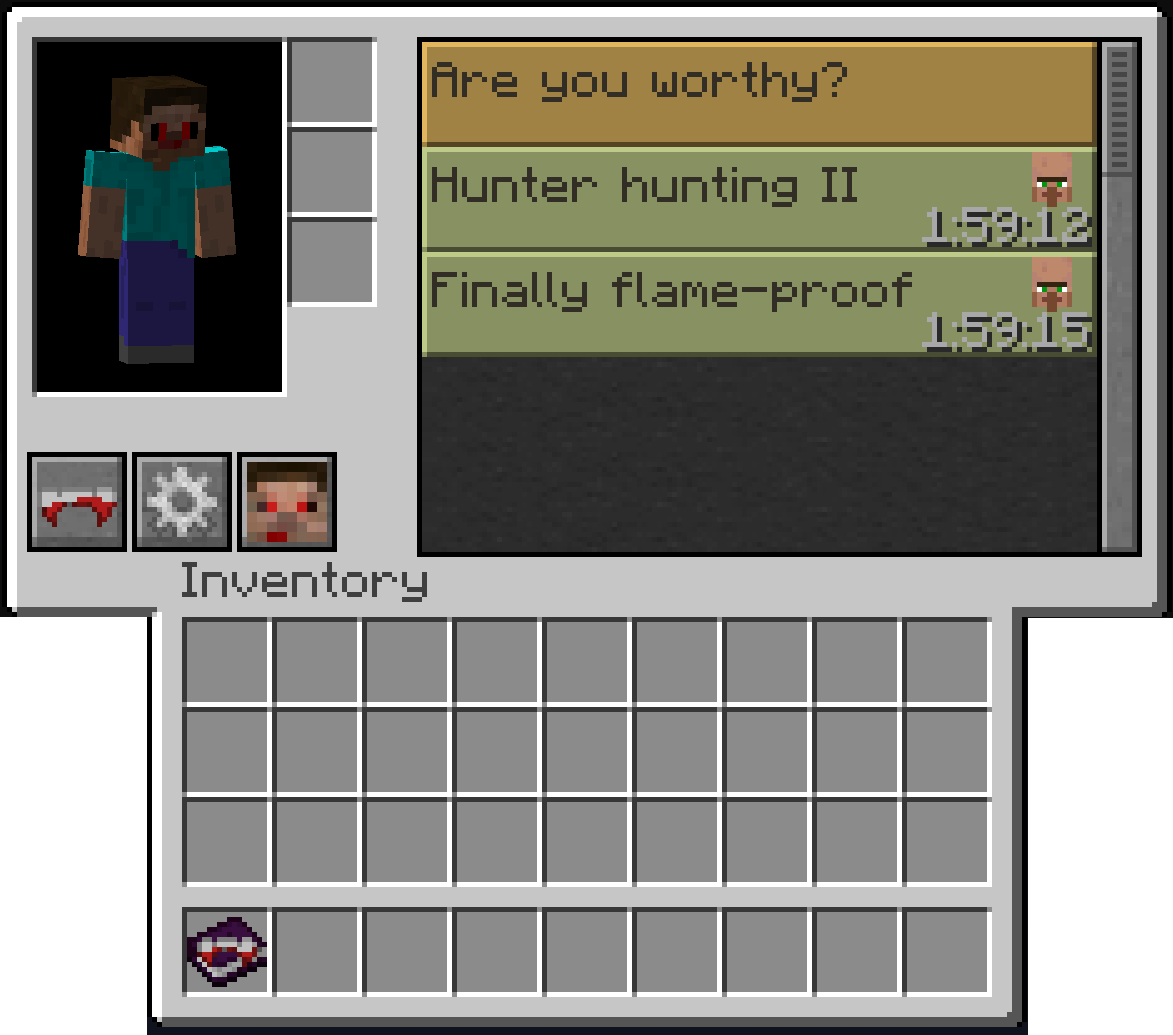 Are you worthy?
Hunter hunting II
1:59:12
Finally flame-proof
1:59:15
Inventory